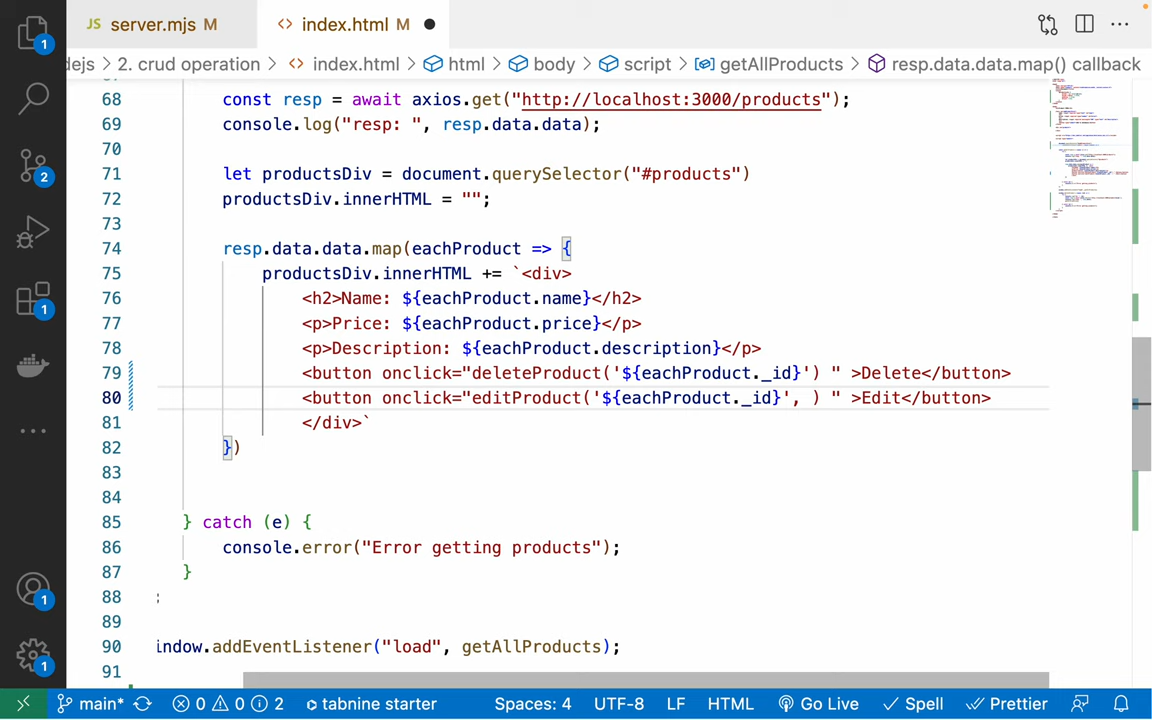 JS server.mjs M
<> index.html M
dejs > 2. crud operation > <> index.html > html > body > script > getAllProducts > resp.data.data.map() callback
68 const resp = await axios.get("http://localhost:3000/products");
69 console.log("resp: ", resp.data.data);
70
71 let productsDiv = document.querySelector("#products")
72 productsDiv.innerHTML = "";
73
74 resp.data.data.map(eachProduct => {
75 productsDiv.innerHTML += `<div>
76 <h2>Name: ${eachProduct.name}</h2>
77 <p>Price: ${eachProduct.price}</p>
78 <p>Description: ${eachProduct.description}</p>
79 <button onclick="deleteProduct('${eachProduct._id}') " >Delete</button>
80 <button onclick="editProduct('${eachProduct._id}', ) " >Edit</button>
81 </div>`
82 })
83
84
85 } catch (e) {
86 console.error("Error getting products");
87 }
88 ;
89
90 indow.addEventListener("load", getAllProducts);
91
1
2
1
1
1
main* 0 0 2 tabnine starter Spaces: 4 UTF-8 LF HTML Go Live Spell Prettier